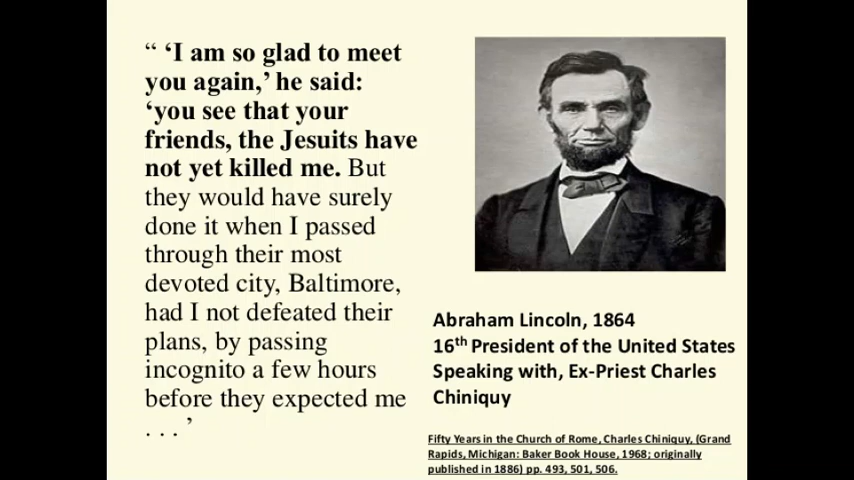 “ ‘I am so glad to meet
you again,’ he said:
‘you see that your
friends, the Jesuits have
not yet killed me. But
they would have surely
done it when I passed
through their most
devoted city, Baltimore,
had I not defeated their
plans, by passing
incognito a few hours
before they expected me
. . . ’
Abraham Lincoln, 1864
16th President of the United States
Speaking with, Ex-Priest Charles
Chiniquy
Fifty Years in the Church of Rome, Charles Chiniquy, (Grand
Rapids, Michigan: Baker Book House, 1968; originally
published in 1886) pp. 493, 501, 506.